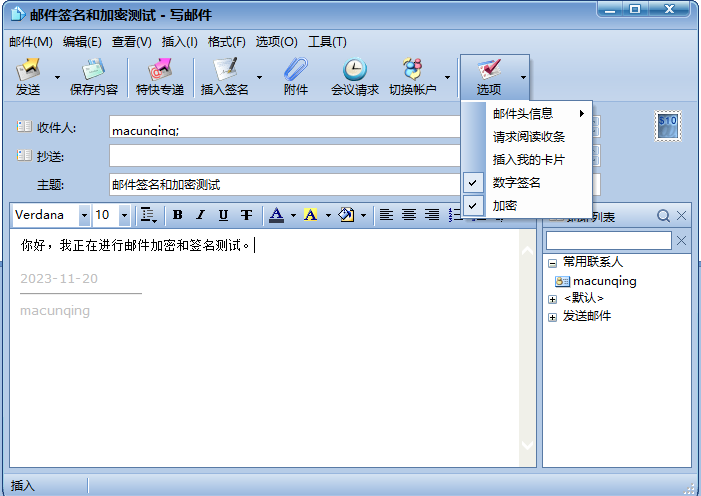 邮件签名和加密测试 - 写邮件
邮件(M) 编辑(E) 查看(V) 插入(I) 格式(F) 选项(O) 工具(T)
发送 保存内容 特快专递 插入签名 附件 会议请求 切换帐户 选项
邮件头信息
请求阅读收条
插入我的卡片
数字签名
加密
收件人: macunqing;
抄送:
主题: 邮件签名和加密测试
$10
Verdana 10 B I U T A A
列表
你好，我正在进行邮件加密和签名测试。
2023-11-20
macunqing
常用联系人
macunqing
<默认>
发送邮件
插入